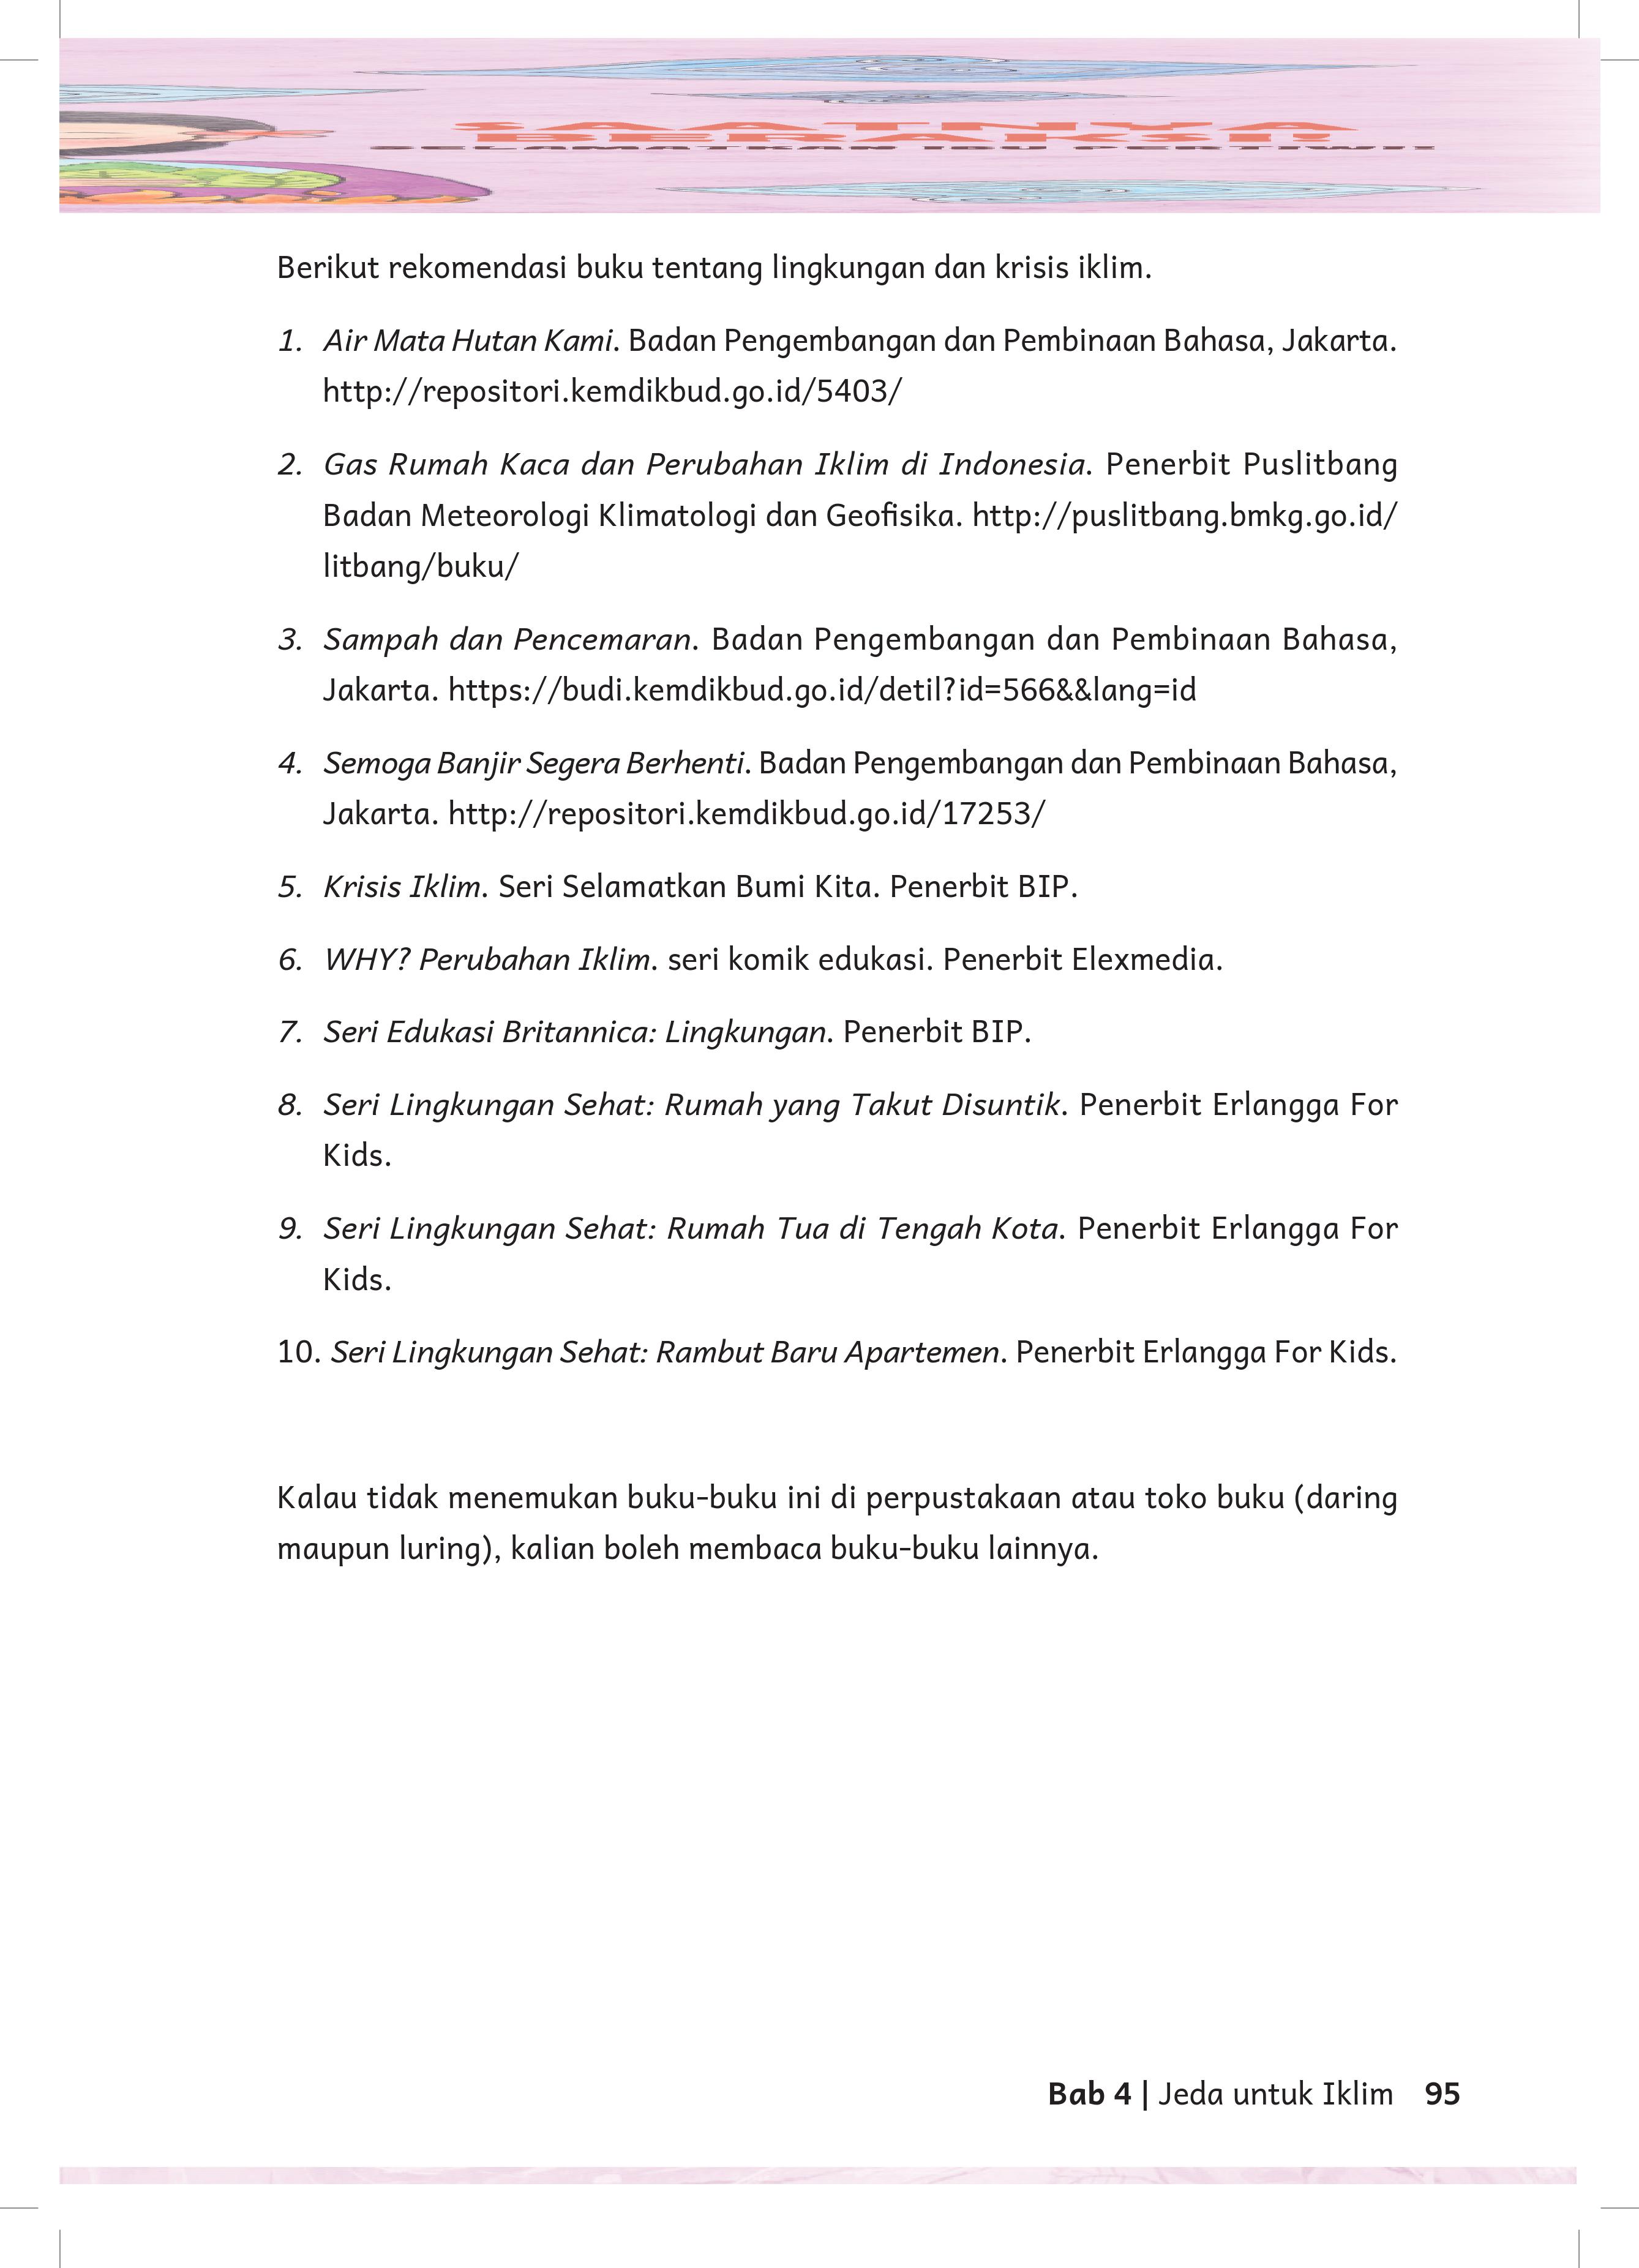 SAATNYA
BERAKSI!
SELAMATKAN IBU PERTIWI!
Berikut rekomendasi buku tentang lingkungan dan krisis iklim.
1. Air Mata Hutan Kami. Badan Pengembangan dan Pembinaan Bahasa, Jakarta.
http://repositori.kemdikbud.go.id/5403/
2. Gas Rumah Kaca dan Perubahan Iklim di Indonesia. Penerbit Puslitbang
Badan Meteorologi Klimatologi dan Geofisika. http://puslitbang.bmkg.go.id/
litbang/buku/
3. Sampah dan Pencemaran. Badan Pengembangan dan Pembinaan Bahasa,
Jakarta. https://budi.kemdikbud.go.id/detil?id=566&&lang=id
4. Semoga Banjir Segera Berhenti. Badan Pengembangan dan Pembinaan Bahasa,
Jakarta. http://repositori.kemdikbud.go.id/17253/
5. Krisis Iklim. Seri Selamatkan Bumi Kita. Penerbit BIP.
6. WHY? Perubahan Iklim. seri komik edukasi. Penerbit Elexmedia.
7. Seri Edukasi Britannica: Lingkungan. Penerbit BIP.
8. Seri Lingkungan Sehat: Rumah yang Takut Disuntik. Penerbit Erlangga For
Kids.
9. Seri Lingkungan Sehat: Rumah Tua di Tengah Kota. Penerbit Erlangga For
Kids.
10. Seri Lingkungan Sehat: Rambut Baru Apartemen. Penerbit Erlangga For Kids.
Kalau tidak menemukan buku-buku ini di perpustakaan atau toko buku (daring
maupun luring), kalian boleh membaca buku-buku lainnya.
Bab 4 | Jeda untuk Iklim 95